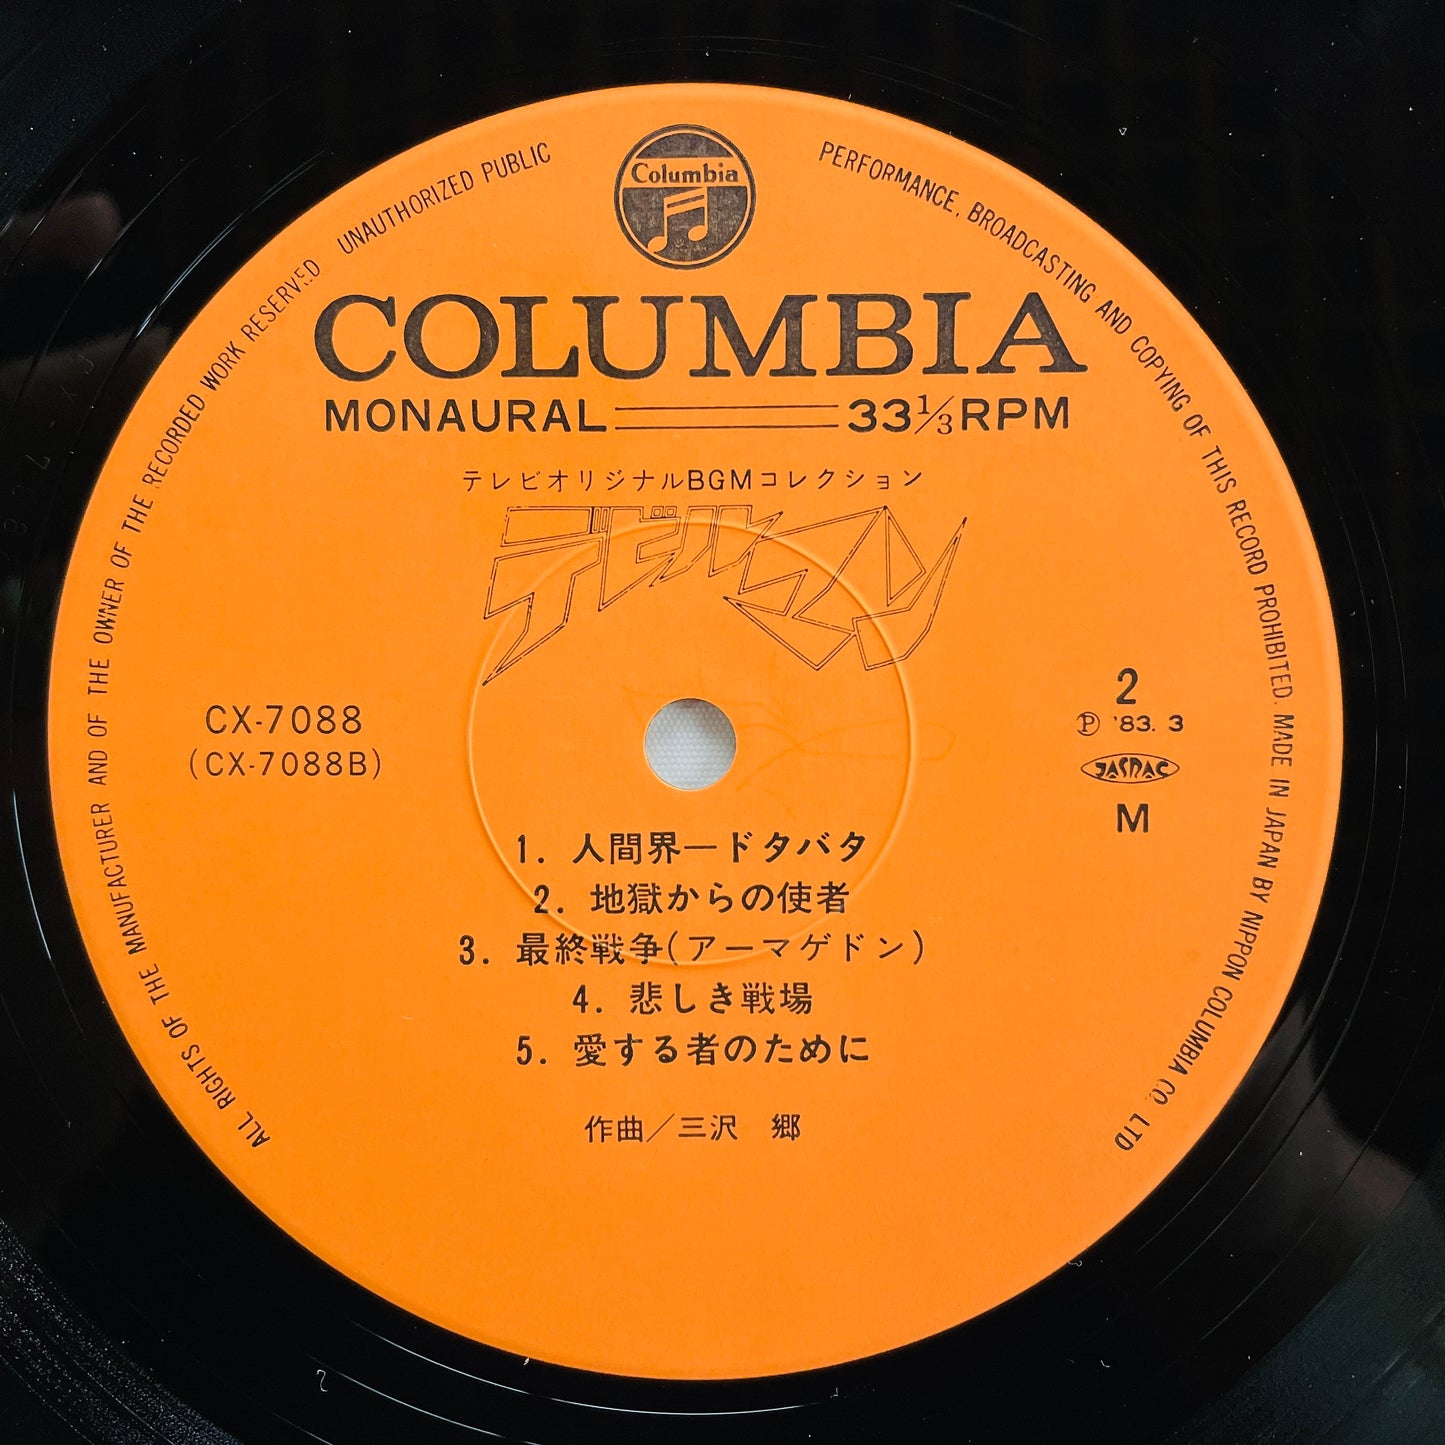 Columbia
COLUMBIA
MONAURAL 33⅓RPM
テレビオリジナルBGMコレクション
デビルマン
CX-7088
(CX-7088B)
2
Ⓟ '83. 3
JASRAC
M
1. 人間界—ドタバタ
2. 地獄からの使者
3. 最終戦争(アーマゲドン)
4. 悲しき戦場
5. 愛する者のために
作曲／三沢 郷
ALL RIGHTS OF THE MANUFACTURER AND OF THE OWNER OF THE RECORDED WORK RESERVED UNAUTHORIZED PUBLIC PERFORMANCE, BROADCASTING AND COPYING OF THIS RECORD PROHIBITED. MADE IN JAPAN BY NIPPON COLUMBIA CO. LTD